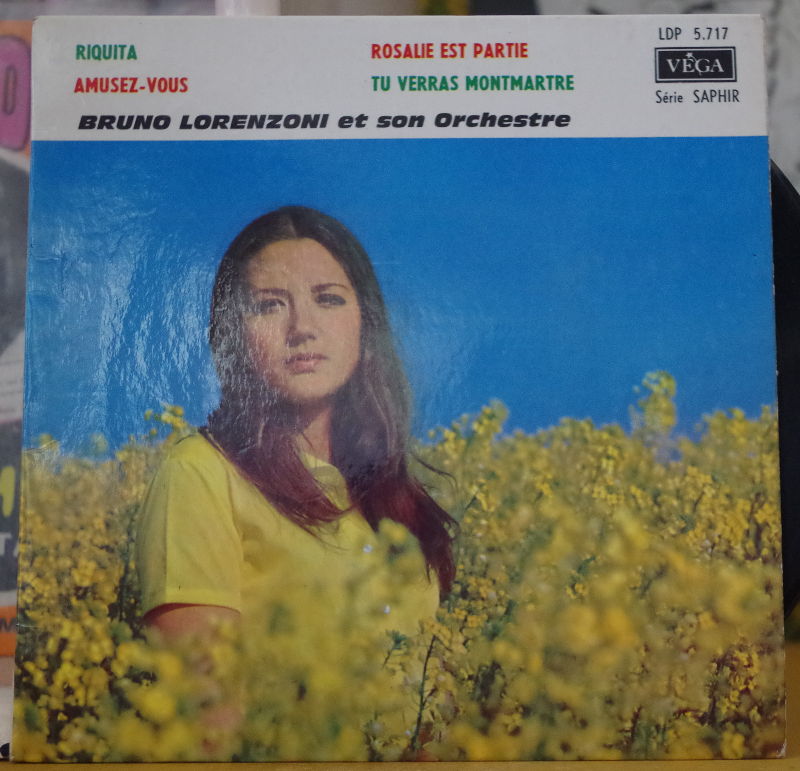 RIQUITA
AMUSEZ-VOUS
ROSALIE EST PARTIE
TU VERRAS MONTMARTRE
BRUNO LORENZONI et son Orchestre
LDP 5.717
VÉGA
Série SAPHIR